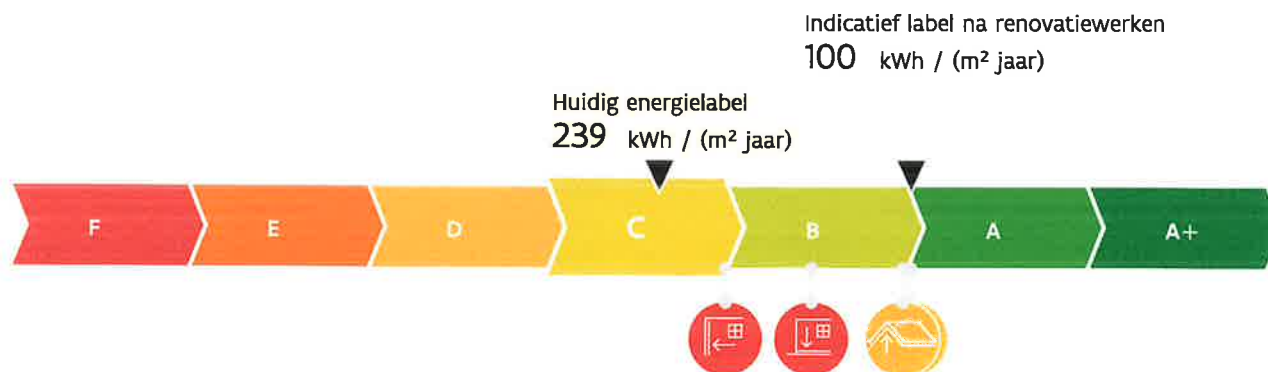 Indicatief label na renovatiewerken
100 kWh / (m² jaar)
Huidig energielabel
239 kWh / (m² jaar)
F E D C B A A+